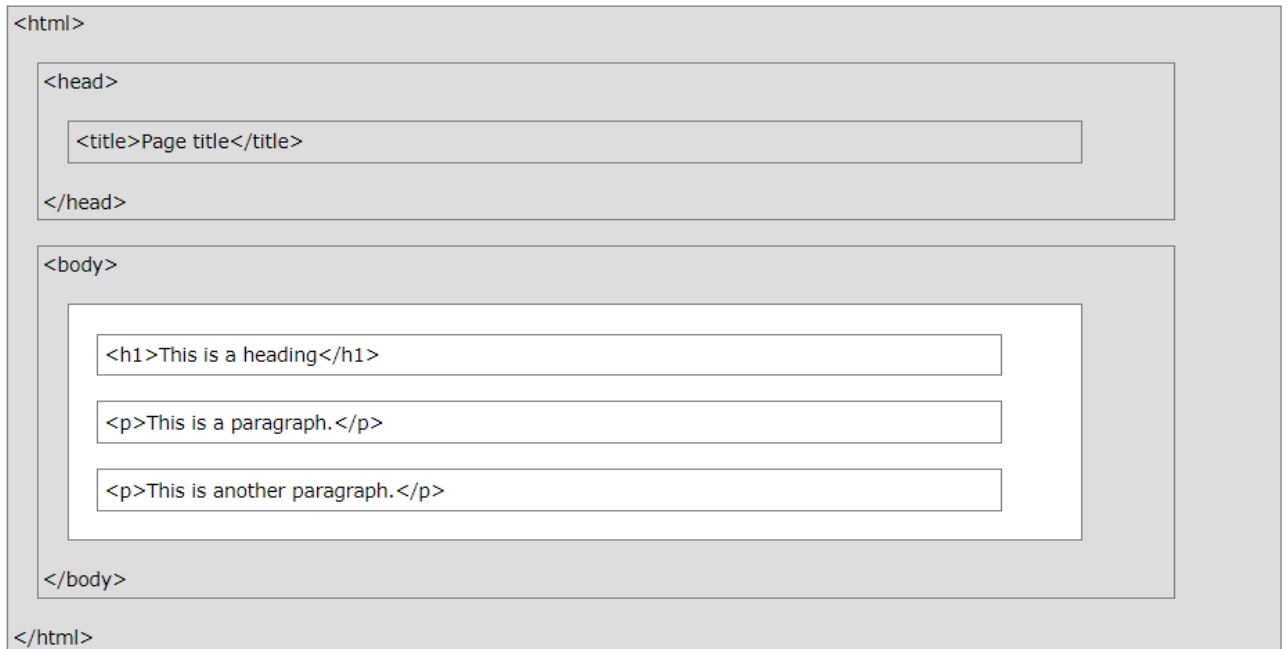 <html>
<head>
<title>Page title</title>
</head>
<body>
<h1>This is a heading</h1>
<p>This is a paragraph.</p>
<p>This is another paragraph.</p>
</body>
</html>